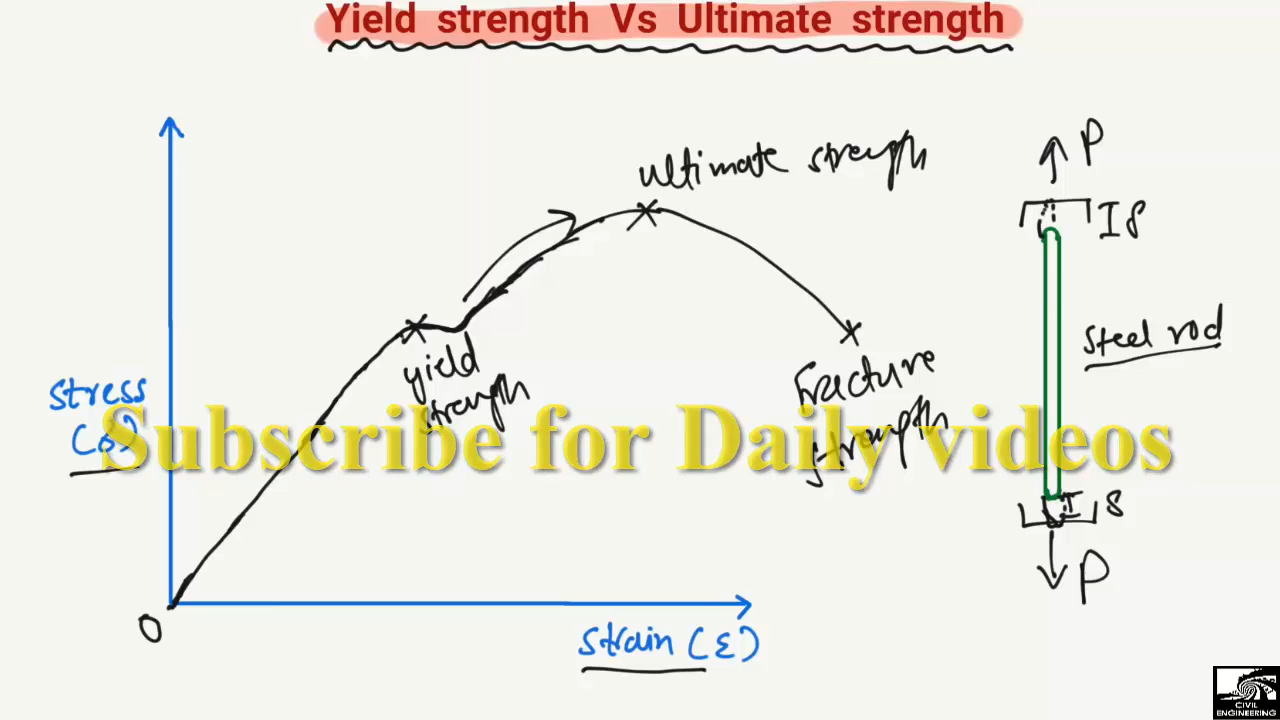 Yield strength Vs Ultimate strength
ultimate strength
P
I δ
steel rod
yield
strength
fracture
strength
stress
(σ)
Subscribe for Daily videos
I δ
P
O
strain (ε)
CIVIL
ENGINEERING